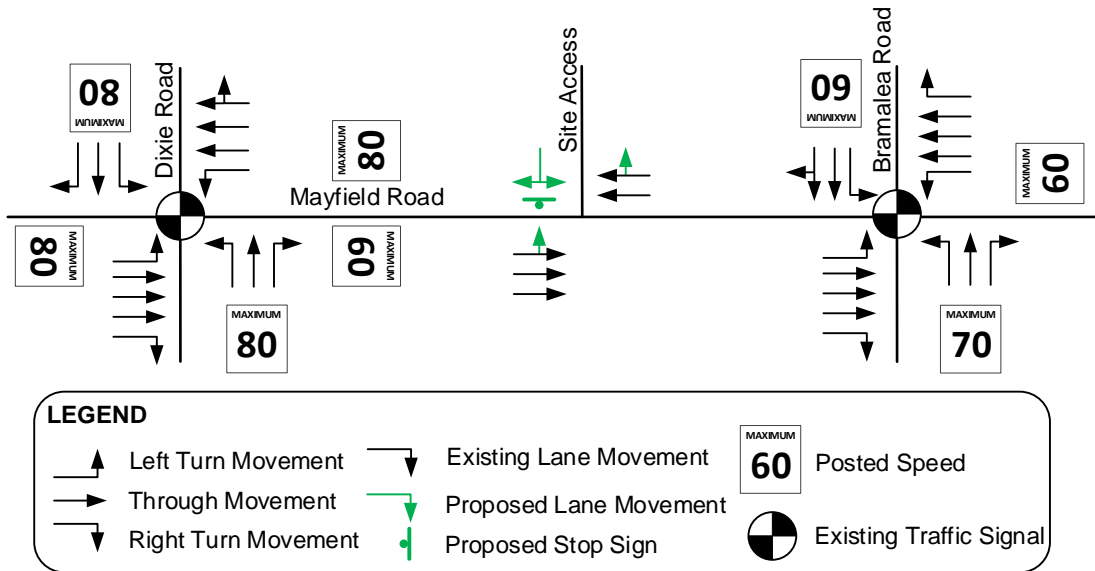 MAXIMUM
80
Dixie Road
MAXIMUM
80
Mayfield Road
Site Access
MAXIMUM
60
Bramalea Road
MAXIMUM
60
MAXIMUM
80
MAXIMUM
60
MAXIMUM
80
MAXIMUM
70
LEGEND
Left Turn Movement
Through Movement
Right Turn Movement
Existing Lane Movement
Proposed Lane Movement
Proposed Stop Sign
MAXIMUM
60
Posted Speed
Existing Traffic Signal